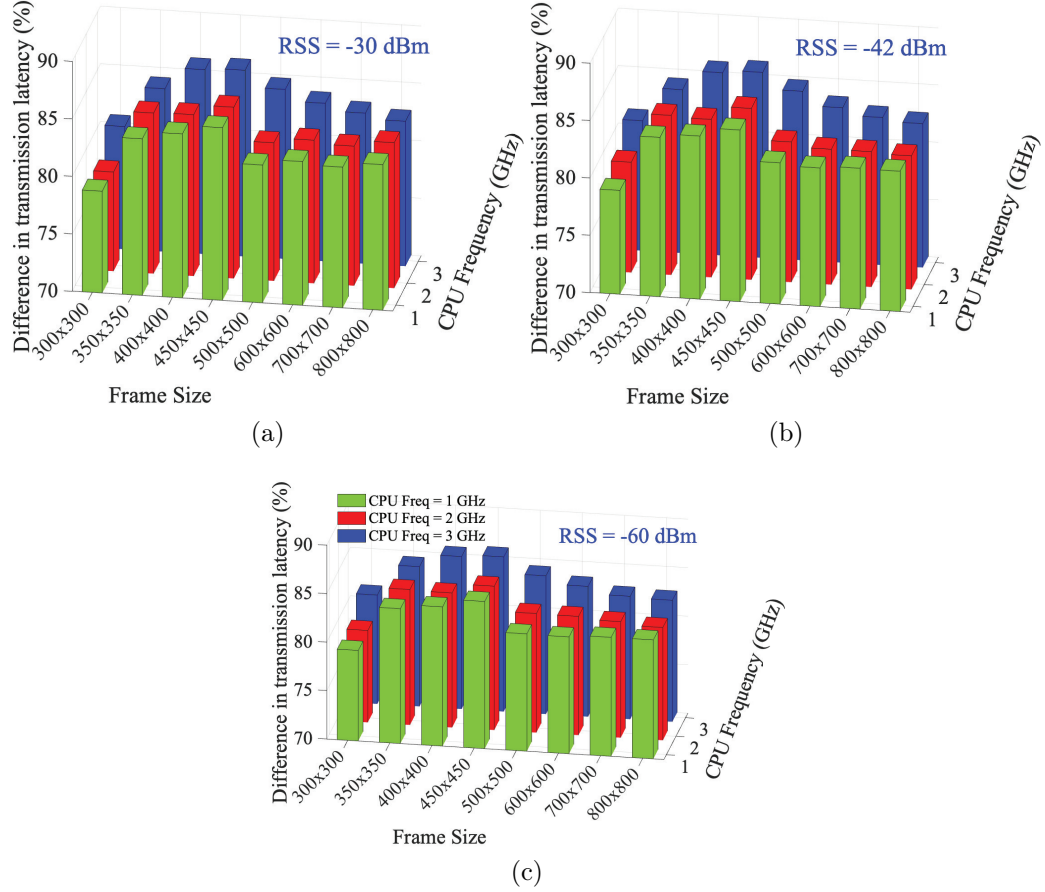 RSS = -30 dBm
Difference in transmission latency (%)
90
85
80
75
70
300x300
350x350
400x400
450x450
500x500
600x600
700x700
800x800
Frame Size
1
2
3
CPU Frequency (GHz)
(a)
RSS = -42 dBm
Difference in transmission latency (%)
90
85
80
75
70
300x300
350x350
400x400
450x450
500x500
600x600
700x700
800x800
Frame Size
1
2
3
CPU Frequency (GHz)
(b)
CPU Freq = 1 GHz
CPU Freq = 2 GHz
CPU Freq = 3 GHz
RSS = -60 dBm
Difference in transmission latency (%)
90
85
80
75
70
300x300
350x350
400x400
450x450
500x500
600x600
700x700
800x800
Frame Size
1
2
3
CPU Frequency (GHz)
(c)